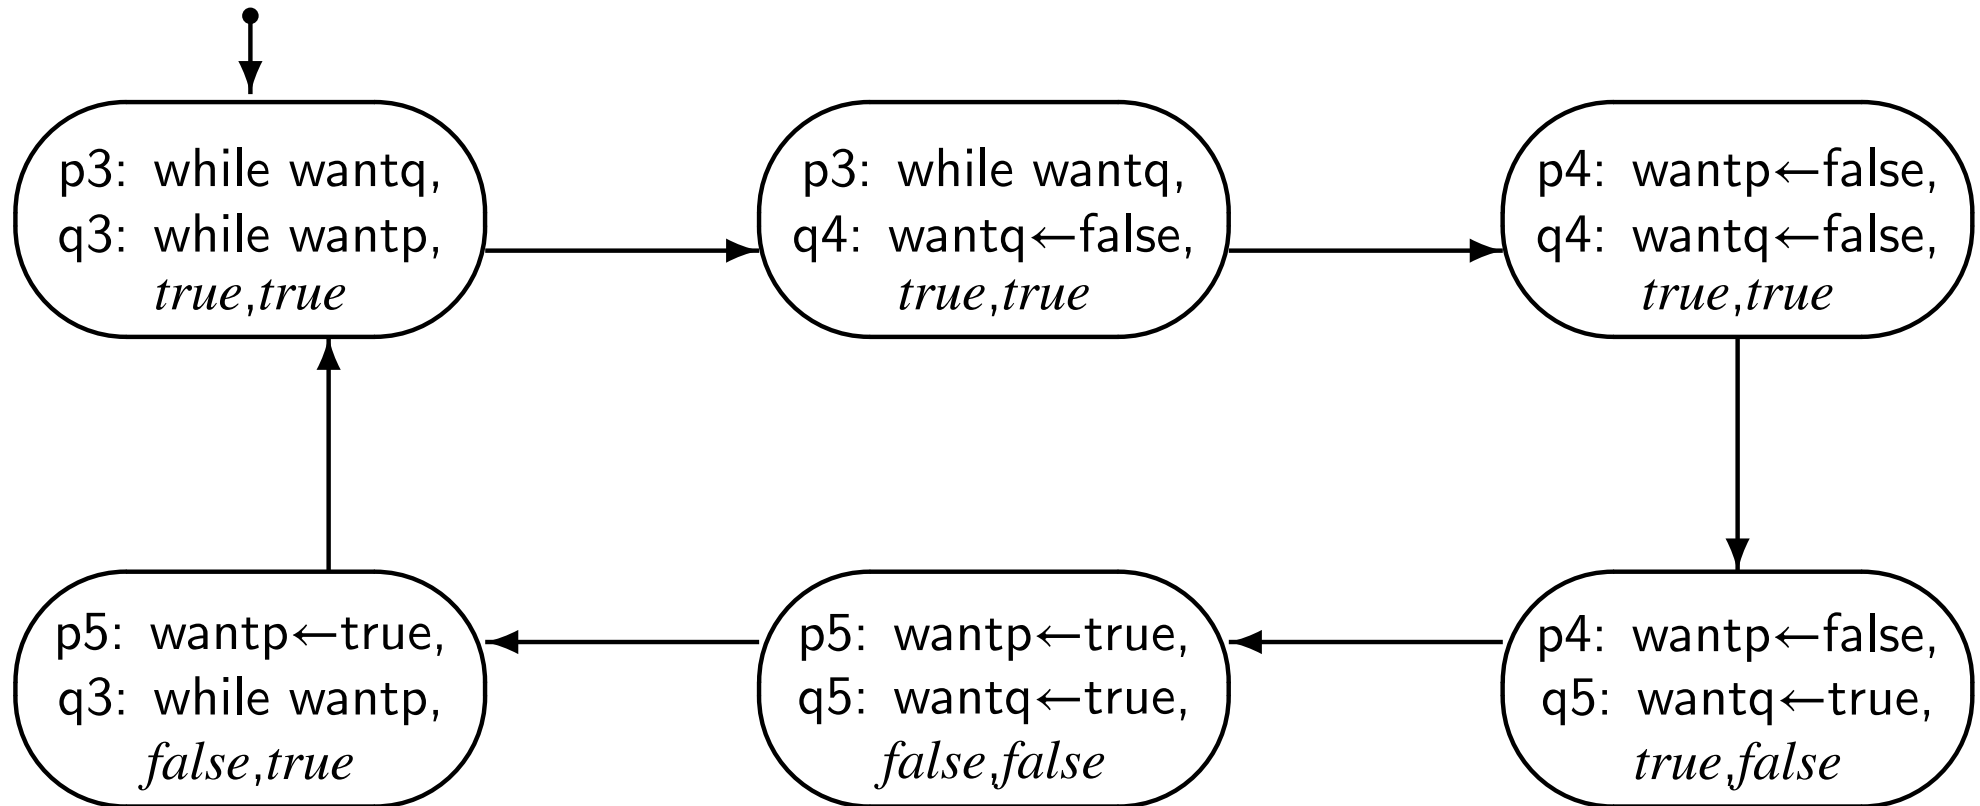 p3: while wantq,
q3: while wantp,
true,true
p3: while wantq,
q4: wantq←false,
true,true
p4: wantp←false,
q4: wantq←false,
true,true
p5: wantp←true,
q3: while wantp,
false,true
p5: wantp←true,
q5: wantq←true,
false,false
p4: wantp←false,
q5: wantq←true,
true,false